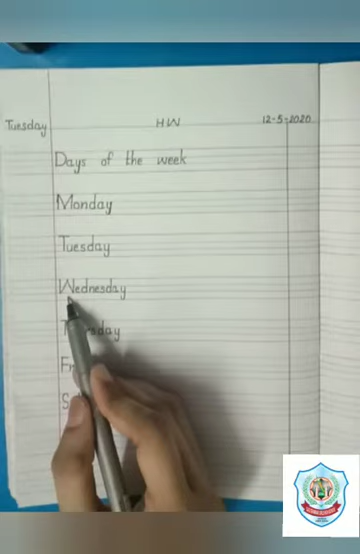 Tuesday HW 12-5-2020
Days of the week
Monday
Tuesday
Wednesday